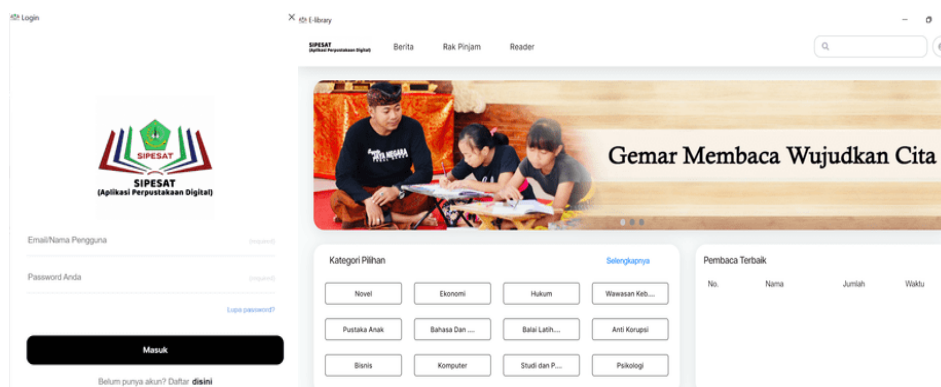 Login
SIPESAT
SIPESAT
(Aplikasi Perpustakaan Digital)
Email/Nama Pengguna
(required)
Password Anda
(required)
Lupa password?
Masuk
Belum punya akun? Daftar disini
E-library
SIPESAT
(Aplikasi Perpustakaan Digital)
Berita
Rak Pinjam
Reader
Gemar Membaca Wujudkan Cita
Kategori Pilihan
Selengkapnya
Novel
Ekonomi
Hukum
Wawasan Keb....
Pustaka Anak
Bahasa Dan ....
Balai Latih....
Anti Korupsi
Bisnis
Komputer
Studi dan P....
Psikologi
Pembaca Terbaik
No.
Nama
Jumlah
Waktu